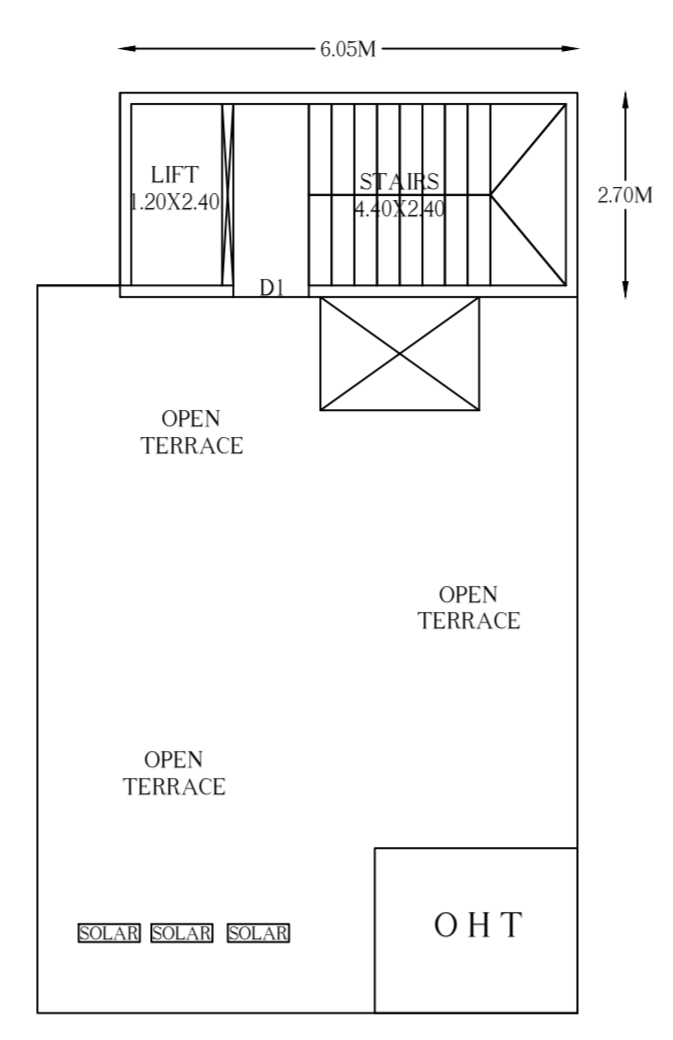 6.05M
LIFT
1.20X2.40
STAIRS
4.40X2.40
2.70M
D1
OPEN
TERRACE
OPEN
TERRACE
OPEN
TERRACE
SOLAR SOLAR SOLAR
O H T